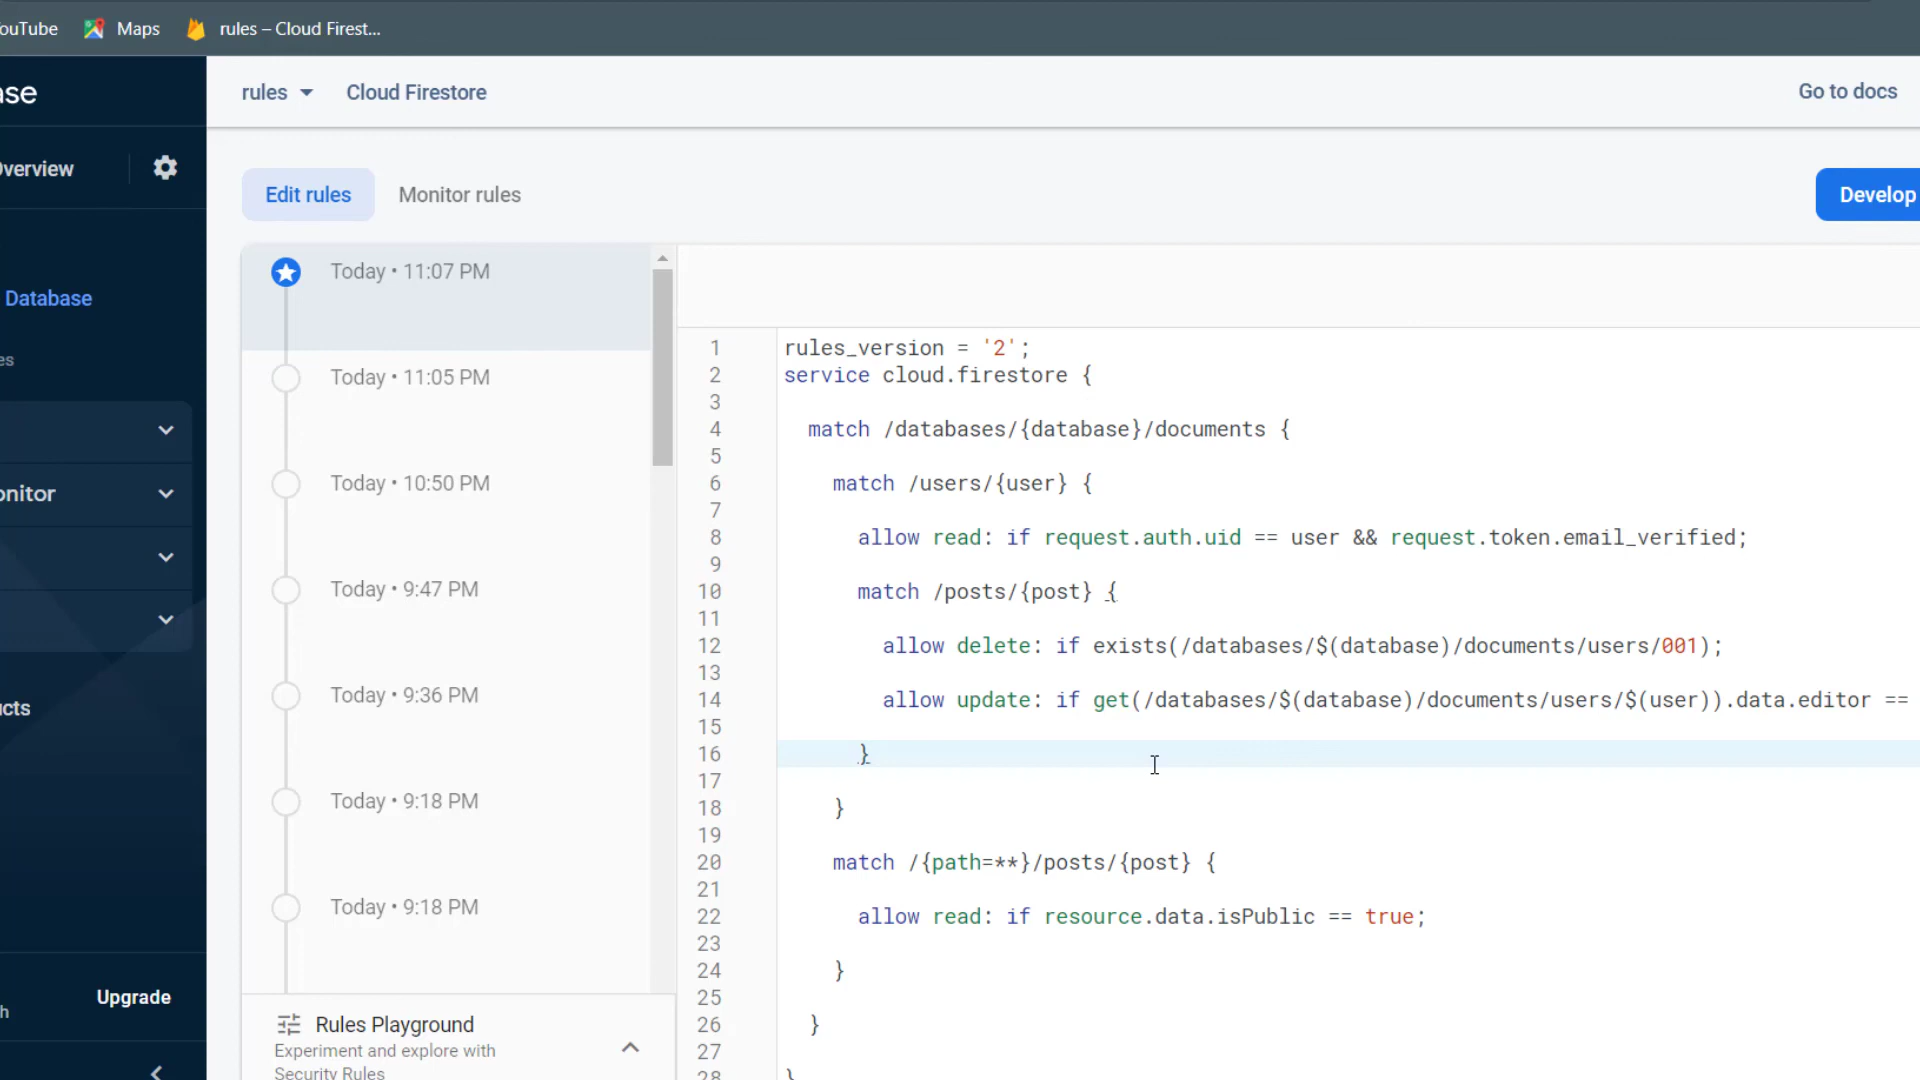 ouTube Maps rules – Cloud Firest...
ase
rules Cloud Firestore Go to docs
Overview
Edit rules Monitor rules Develop
Database
es
onitor
ucts
Upgrade
h
Today • 11:07 PM
Today • 11:05 PM
Today • 10:50 PM
Today • 9:47 PM
Today • 9:36 PM
Today • 9:18 PM
Today • 9:18 PM
Rules Playground
Experiment and explore with
Security Rules
1 rules_version = '2';
2 service cloud.firestore {
3
4 match /databases/{database}/documents {
5
6 match /users/{user} {
7
8 allow read: if request.auth.uid == user && request.token.email_verified;
9
10 match /posts/{post} {
11
12 allow delete: if exists(/databases/$(database)/documents/users/001);
13
14 allow update: if get(/databases/$(database)/documents/users/$(user)).data.editor ==
15
16 }
17
18 }
19
20 match /{path=**}/posts/{post} {
21
22 allow read: if resource.data.isPublic == true;
23
24 }
25
26 }
27
28 }